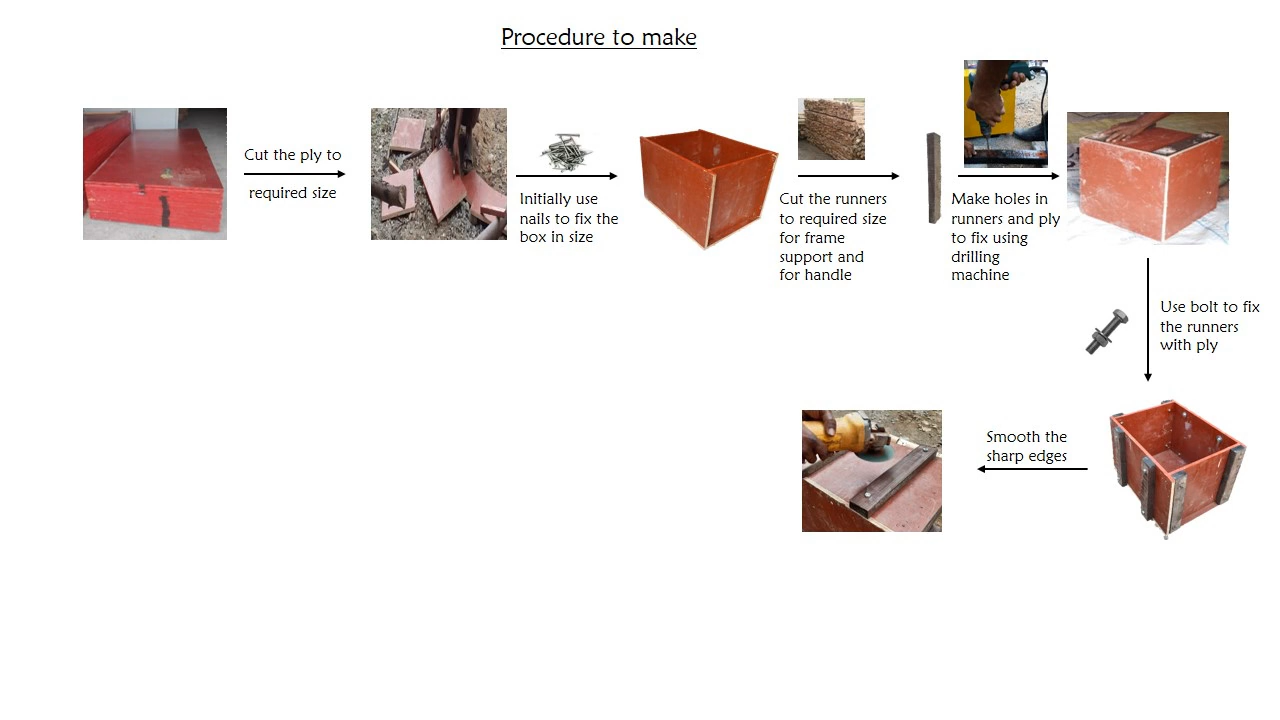 Procedure to make
Cut the ply to
required size
Initially use
nails to fix the
box in size
Cut the runners
to required size
for frame
support and
for handle
Make holes in
runners and ply
to fix using
drilling
machine
Use bolt to fix
the runners
with ply
Smooth the
sharp edges